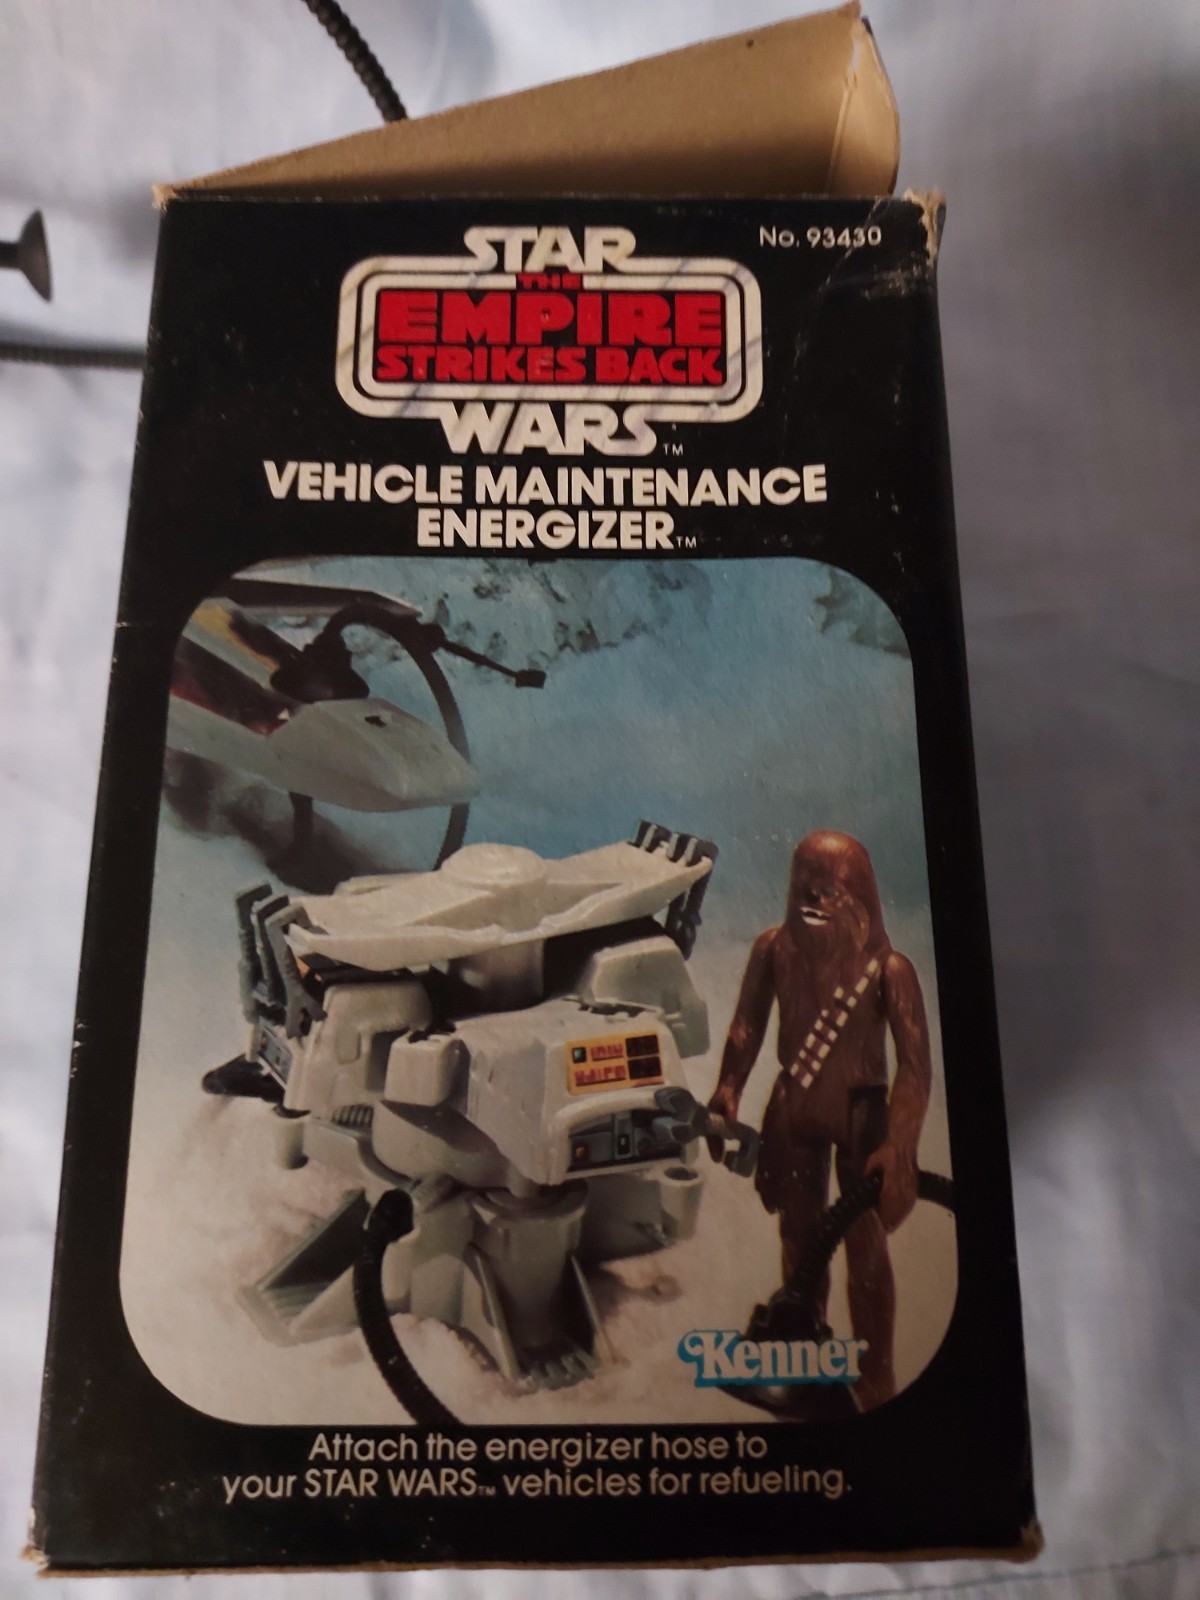 No. 93430
STAR
THE
EMPIRE
STRIKES BACK
WARS™
VEHICLE MAINTENANCE
ENERGIZER™
Kenner
Attach the energizer hose to
your STAR WARS™ vehicles for refueling.